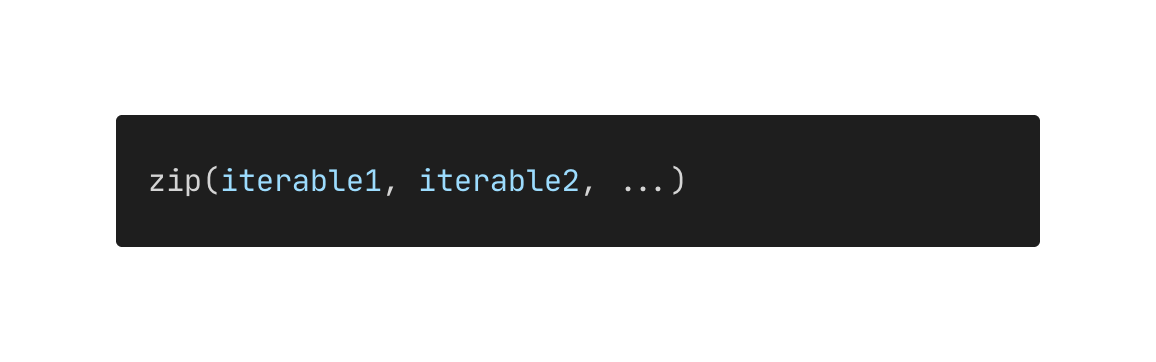 zip(iterable1, iterable2, ...)